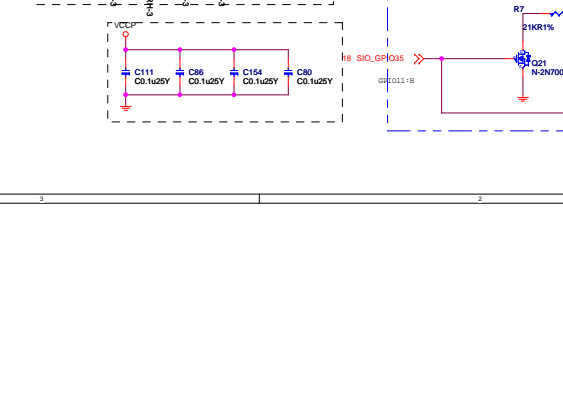 R7
21KR1%
VCCP
18 SIO_GPIO35
GPIO11:H
Q21
C111
C0.1u25Y
C86
C0.1u25Y
C154
C0.1u25Y
C80
C0.1u25Y
3
2